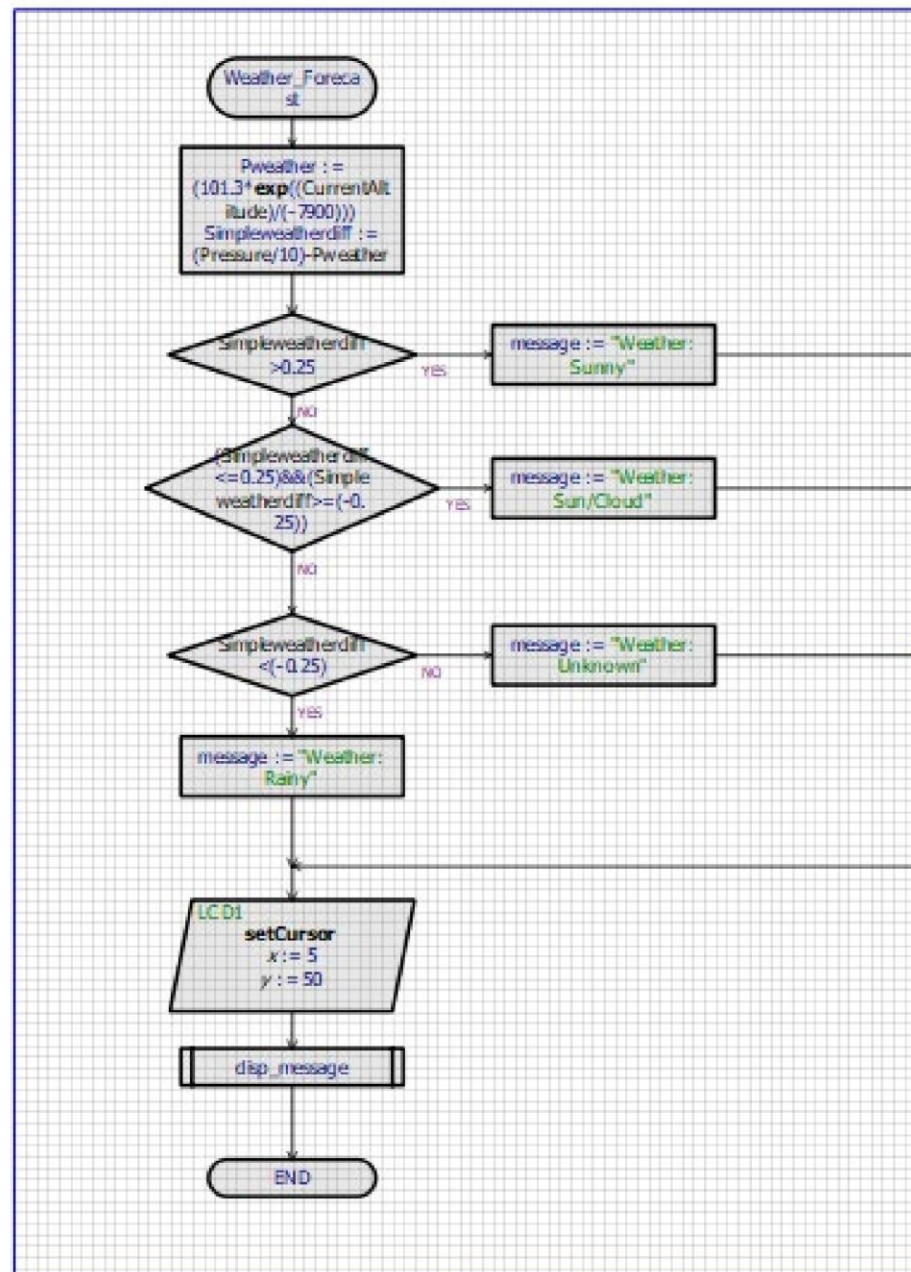 Weather_Foreca
st
Pweather :=
(101.3*exp((CurrentAlt
itude)/(-7900)))
Simpleweatherdiff :=
(Pressure/10)-Pweather
Simpleweatherdiff
>0.25
YES
message := "Weather:
Sunny"
NO
(Simpleweatherdiff
<=0.25)&&(Simple
weatherdiff>=(-0.
25))
YES
message := "Weather:
Sun/Cloud"
NO
Simpleweatherdiff
<(-0.25)
NO
message := "Weather:
Unknown"
YES
message := "Weather:
Rainy"
LCD1
setCursor
x := 5
y := 50
disp_message
END